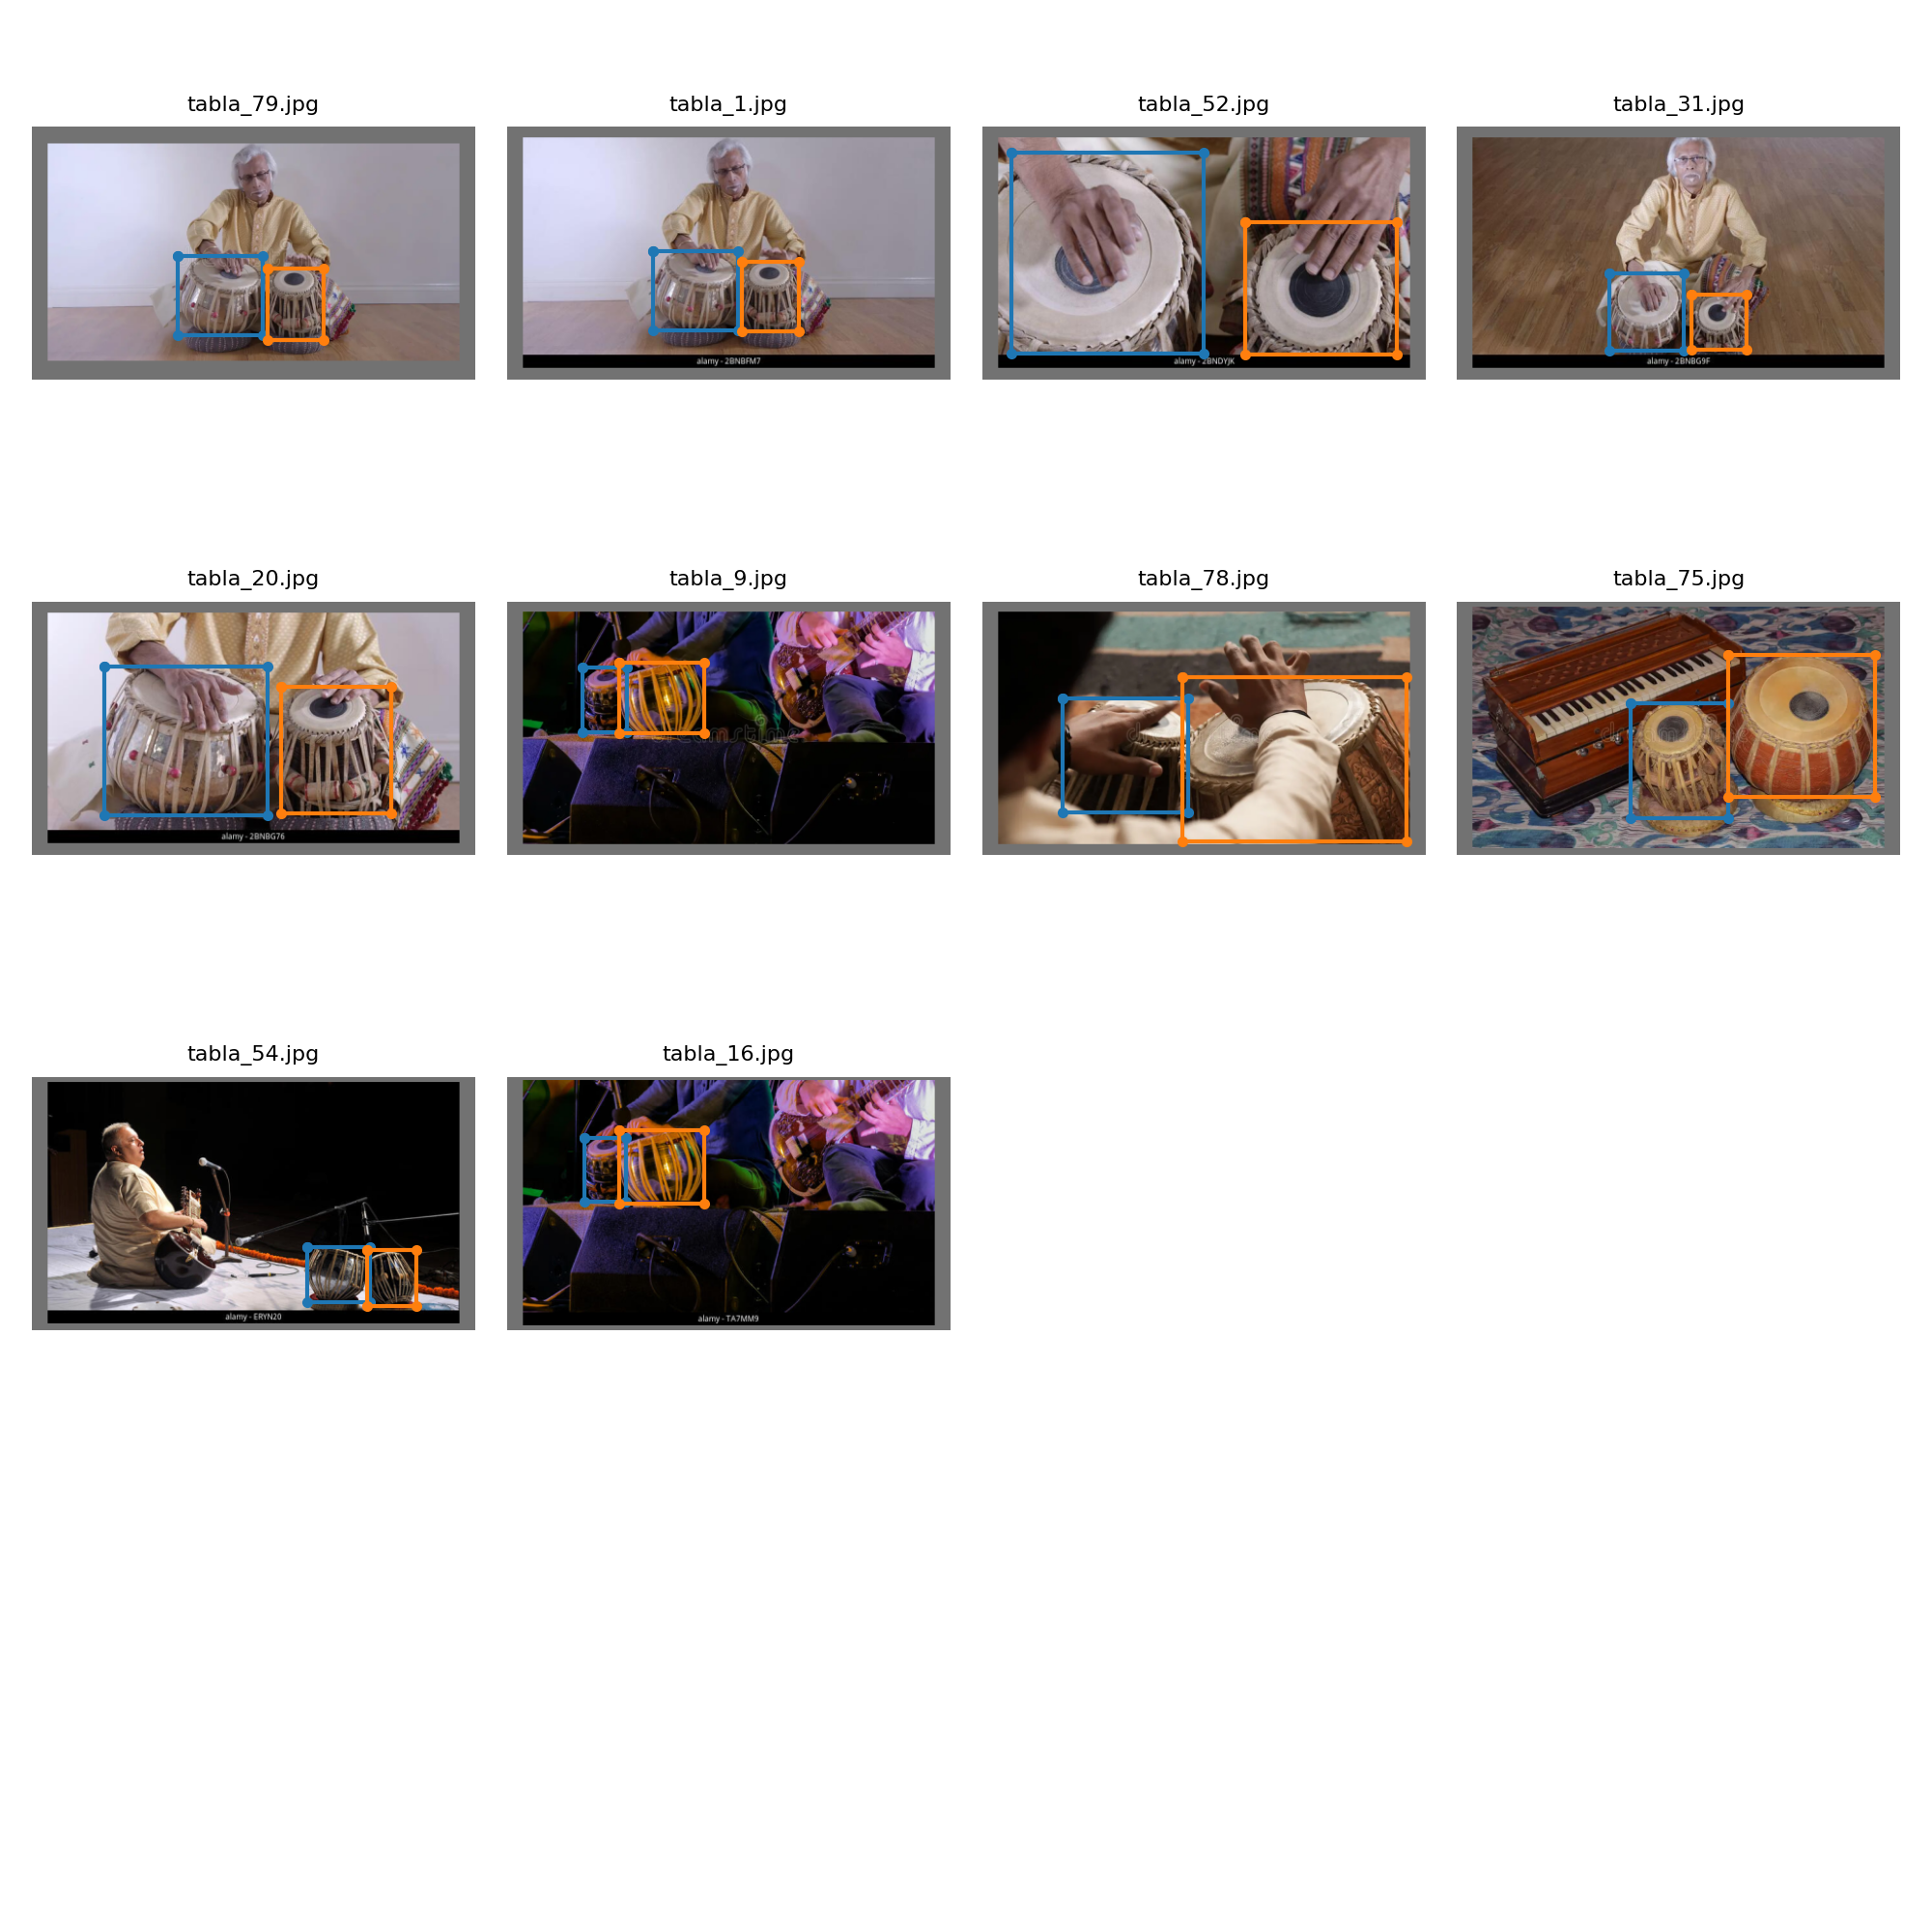 tabla_79.jpg
tabla_1.jpg
tabla_52.jpg
tabla_31.jpg
alamy - 2BNBFM7
alamy - 2BNDYJK
alamy - 2BNBG9F
tabla_20.jpg
tabla_9.jpg
tabla_78.jpg
tabla_75.jpg
dreamstime
alamy - 2BNBG76
tabla_54.jpg
tabla_16.jpg
alamy - ERYN20
alamy - TA7MM9